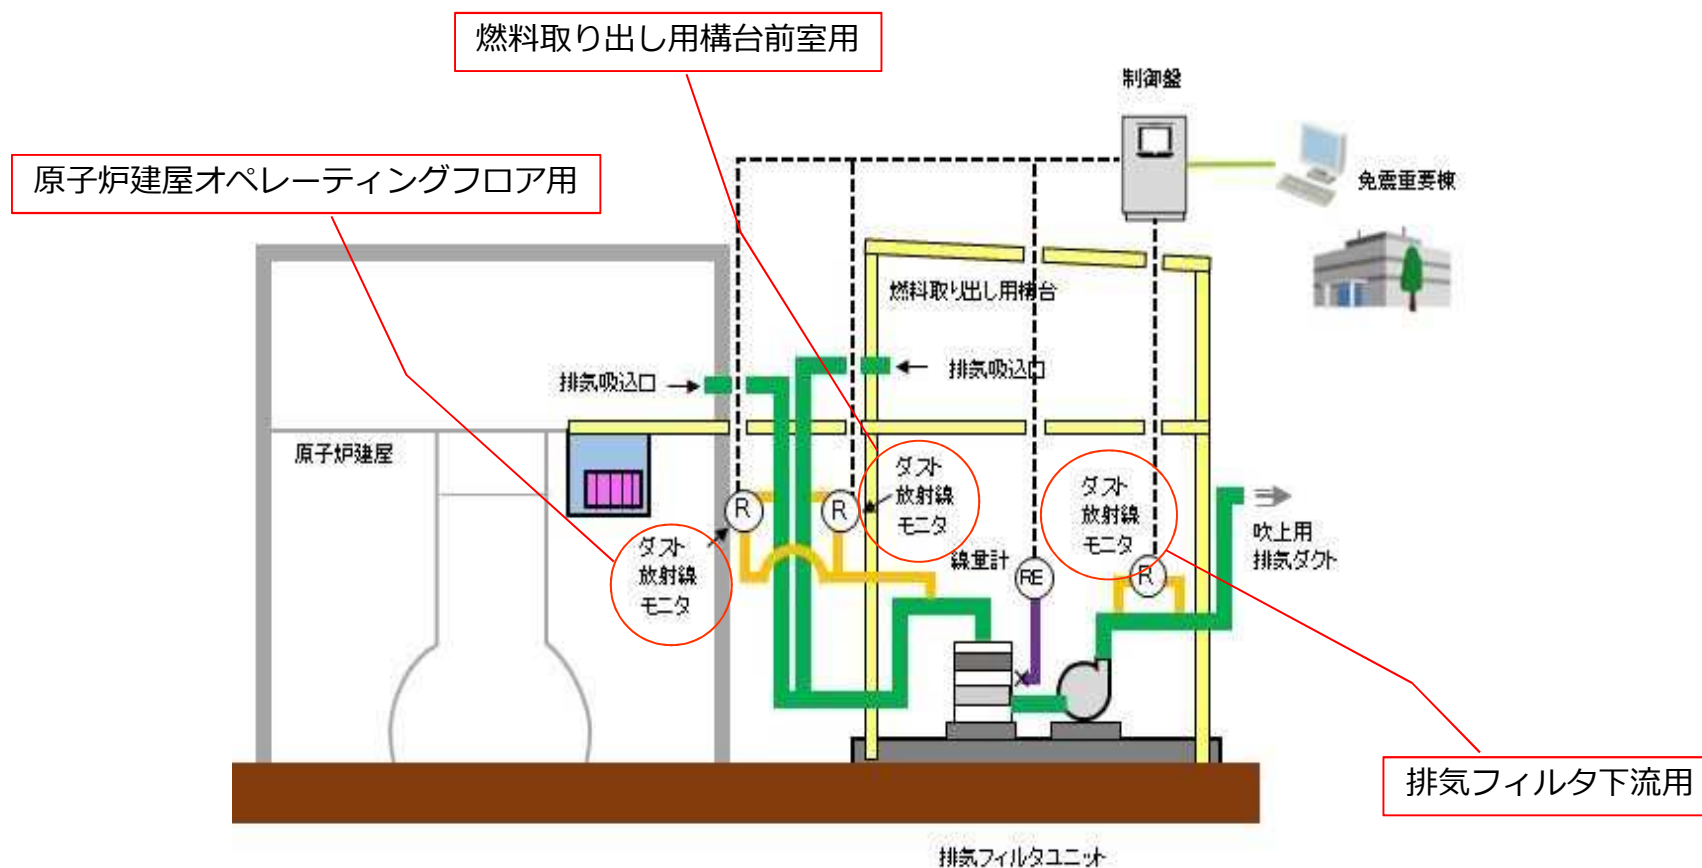 燃料取り出し用構台前室用
制御盤
原子炉建屋オペレーティングフロア用
免震重要棟
燃料取り出し用構台
排気吸込口
排気吸込口
原子炉建屋
ダスト
放射線
モニタ
R
R
ダスト
放射線
モニタ
ダスト
放射線
モニタ
線量計
RE
R
吹上用
排気ダクト
排気フィルタ下流用
排気フィルタユニット